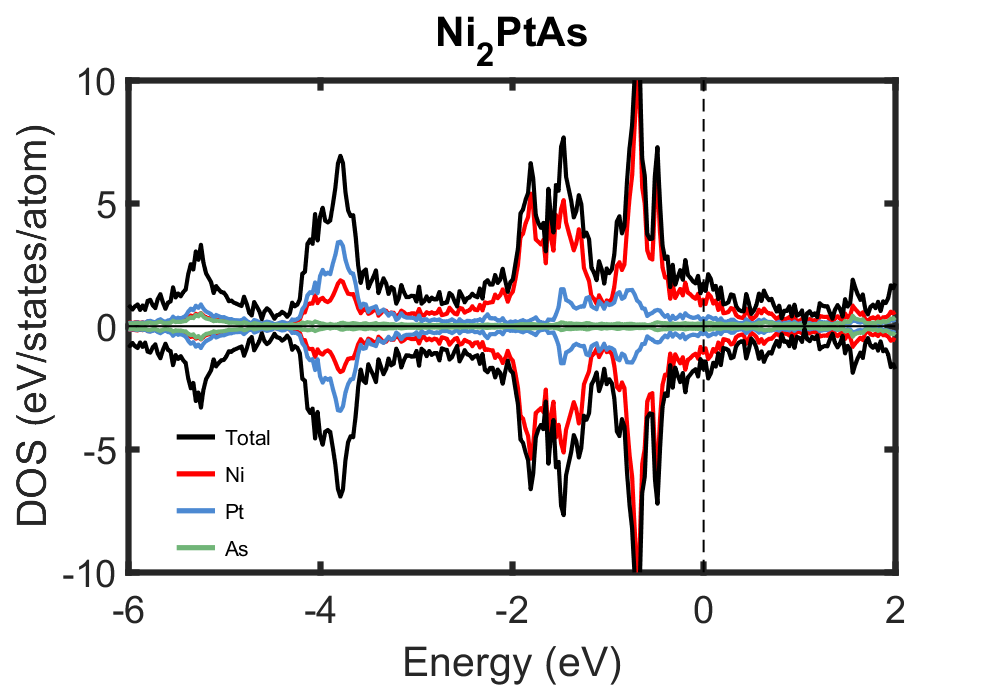 Ni2PtAs
DOS (eV/states/atom)
10
5
0
-5
-10
Total
Ni
Pt
As
-6 -4 -2 0 2
Energy (eV)